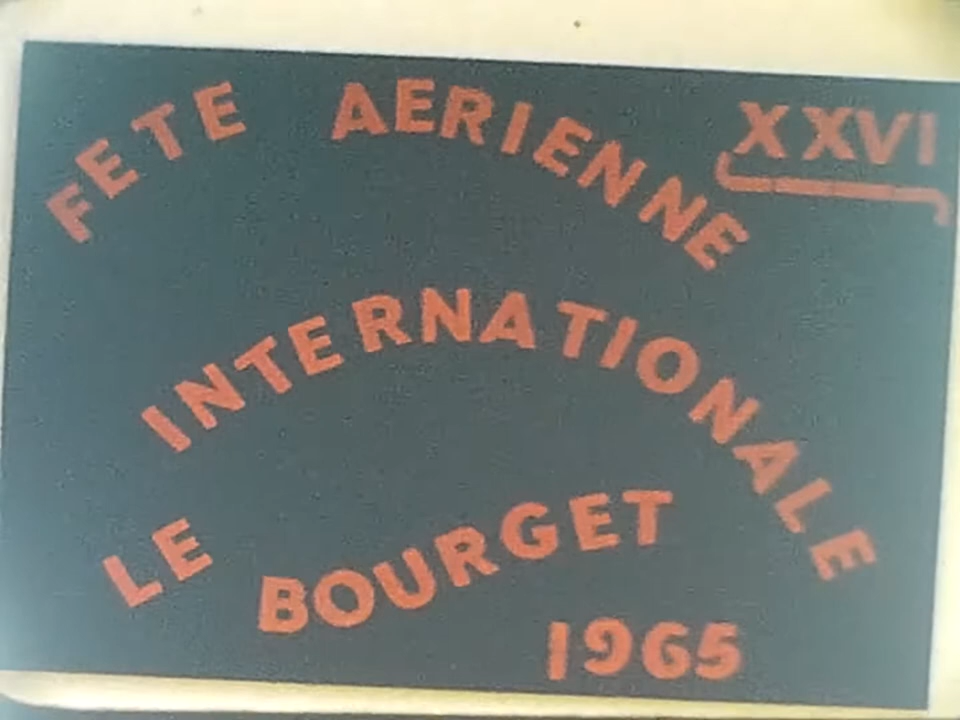 FETE AERIENNE
XXVI
INTERNATIONALE
LE BOURGET
1965